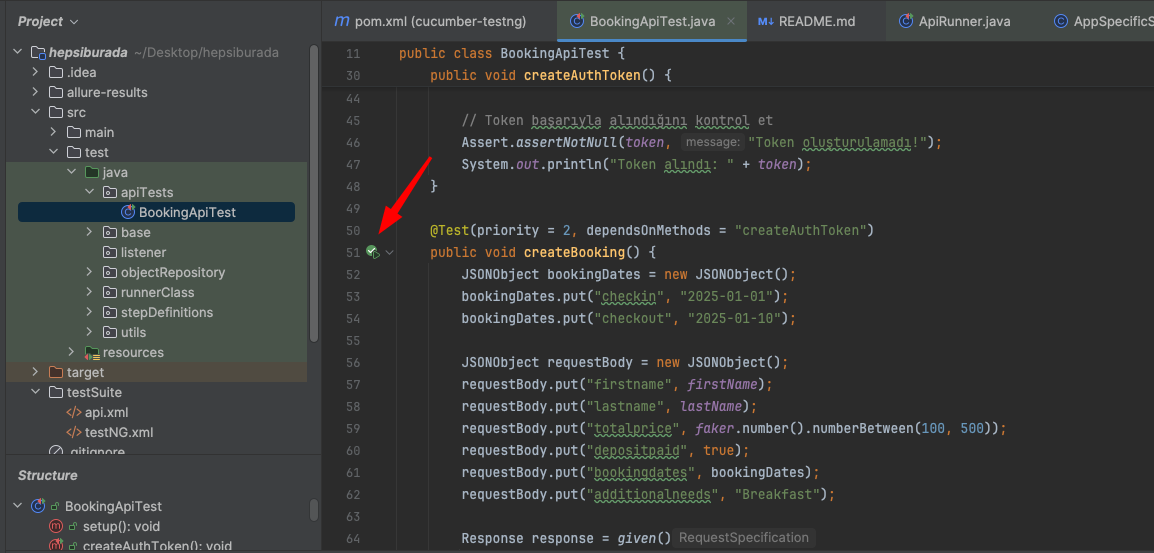 Project
hepsiburada ~/Desktop/hepsiburada
.idea
allure-results
src
main
test
java
apiTests
BookingApiTest
base
listener
objectRepository
runnerClass
stepDefinitions
utils
resources
target
testSuite
api.xml
testNG.xml
.gitignore
Structure
BookingApiTest
setup(): void
createAuthToken(): void
pom.xml (cucumber-testng)
BookingApiTest.java
README.md
ApiRunner.java
AppSpecificS
11 public class BookingApiTest {
30 public void createAuthToken() {
44
45 // Token başarıyla alındığını kontrol et
46 Assert.assertNotNull(token, message: "Token oluşturulamadı!");
47 System.out.println("Token alındı: " + token);
48 }
49
50 @Test(priority = 2, dependsOnMethods = "createAuthToken")
51 public void createBooking() {
52 JSONObject bookingDates = new JSONObject();
53 bookingDates.put("checkin", "2025-01-01");
54 bookingDates.put("checkout", "2025-01-10");
55
56 JSONObject requestBody = new JSONObject();
57 requestBody.put("firstname", firstName);
58 requestBody.put("lastname", lastName);
59 requestBody.put("totalprice", faker.number().numberBetween(100, 500));
60 requestBody.put("depositpaid", true);
61 requestBody.put("bookingdates", bookingDates);
62 requestBody.put("additionalneeds", "Breakfast");
63
64 Response response = given() RequestSpecification